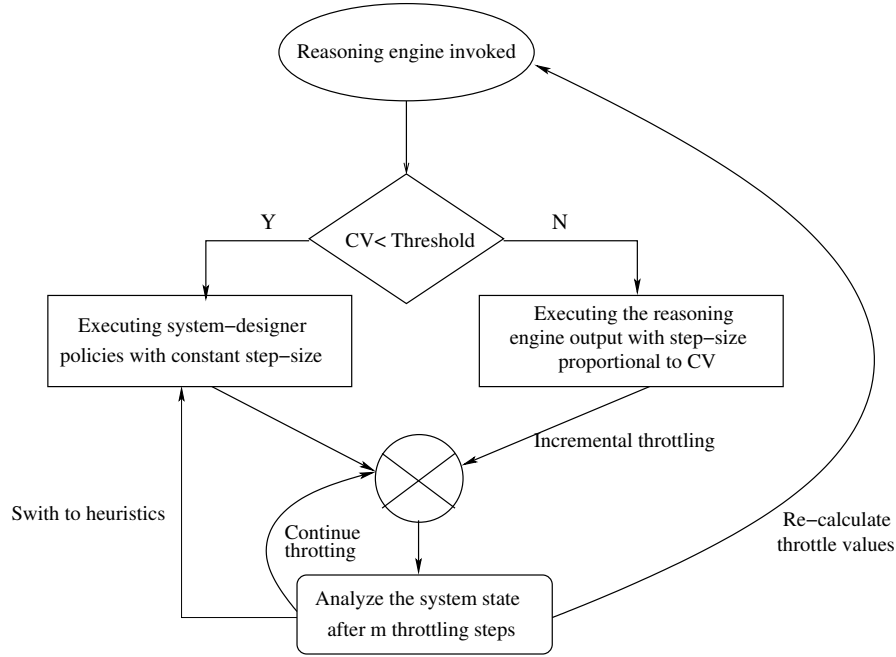 Reasoning engine invoked
Y
CV< Threshold
N
Executing system−designer
policies with constant step−size
Executing the reasoning
engine output with step−size
proportional to CV
Incremental throttling
Swith to heuristics
Continue
throtting
Re−calculate
throttle values
Analyze the system state
after m throttling steps